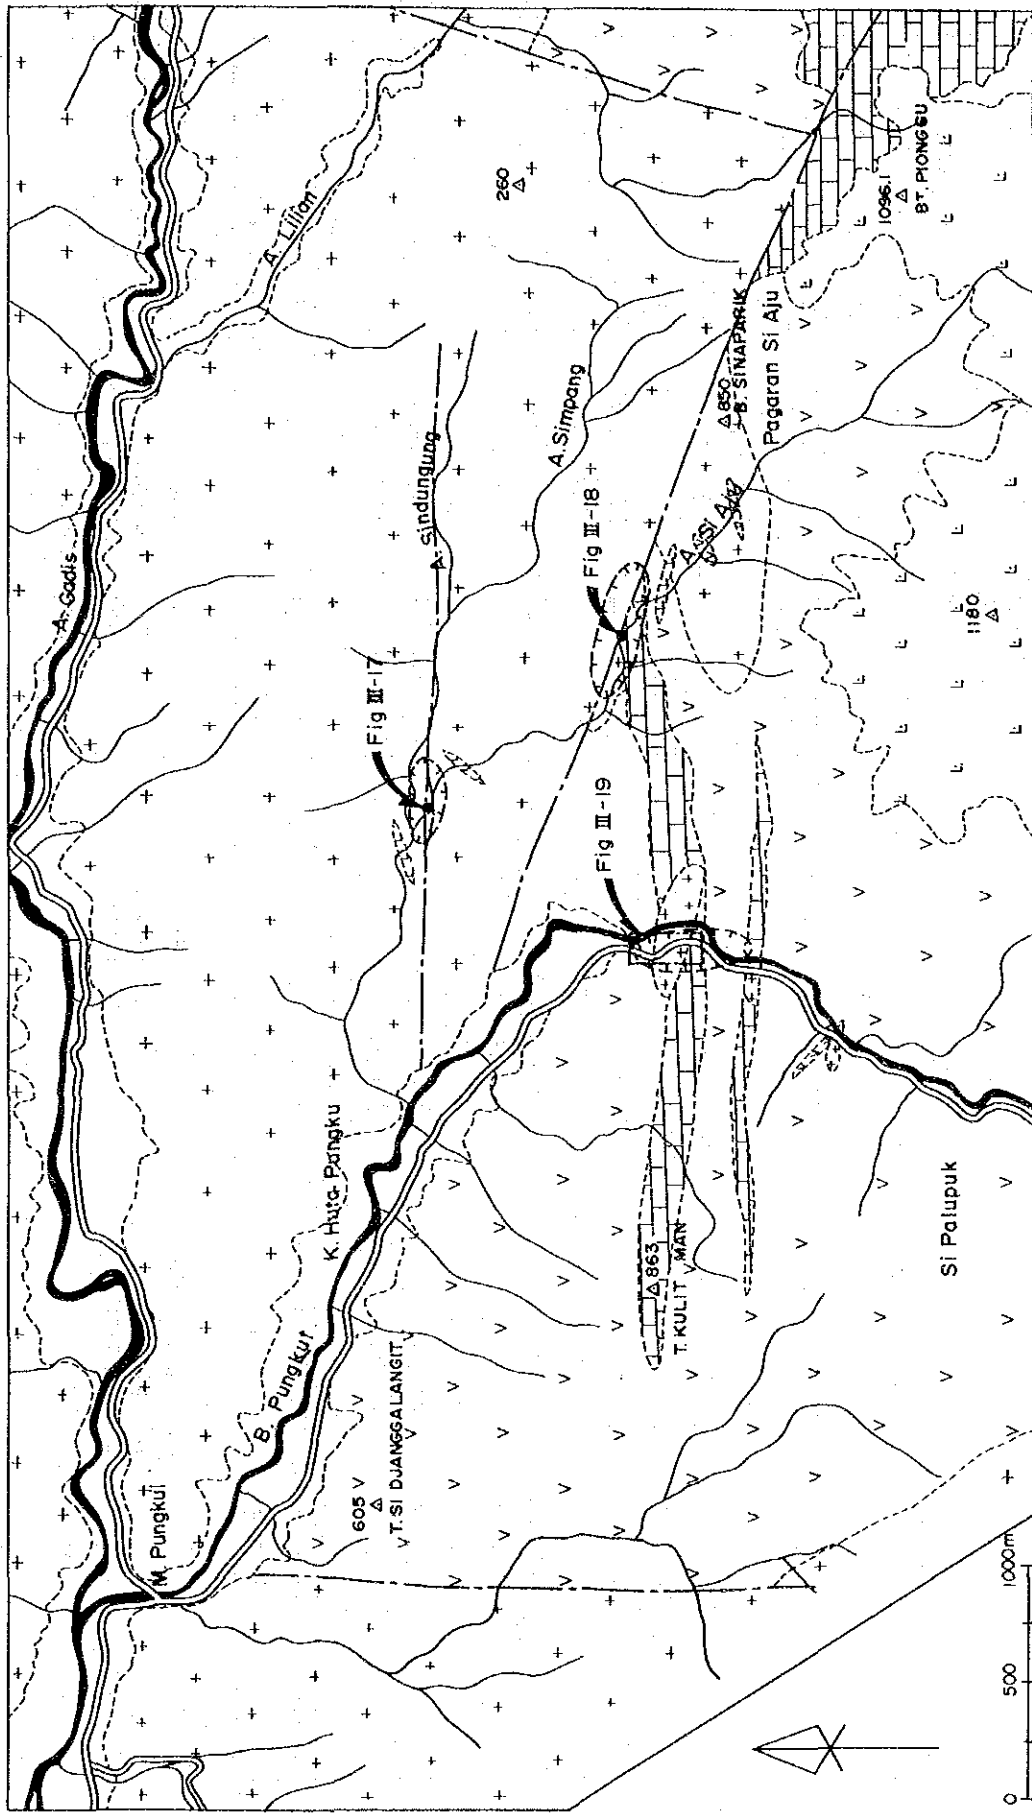 A. Gadis
A. Lilian
260
A. Sindungung
A. Simpang
Fig III-17
Fig III-18
Fig III-19
△850
B. SINAPARIK
Pagaran Si Aju
A. Si Aju
1096.1
BT. PIONGGU
1180
M. Pungkui
B. Pungkut
K. Huta Pangku
605
T. SI DJANGGALANGIT
△863
T. KULIT MAN
Si Palupuk
0 500 1000m